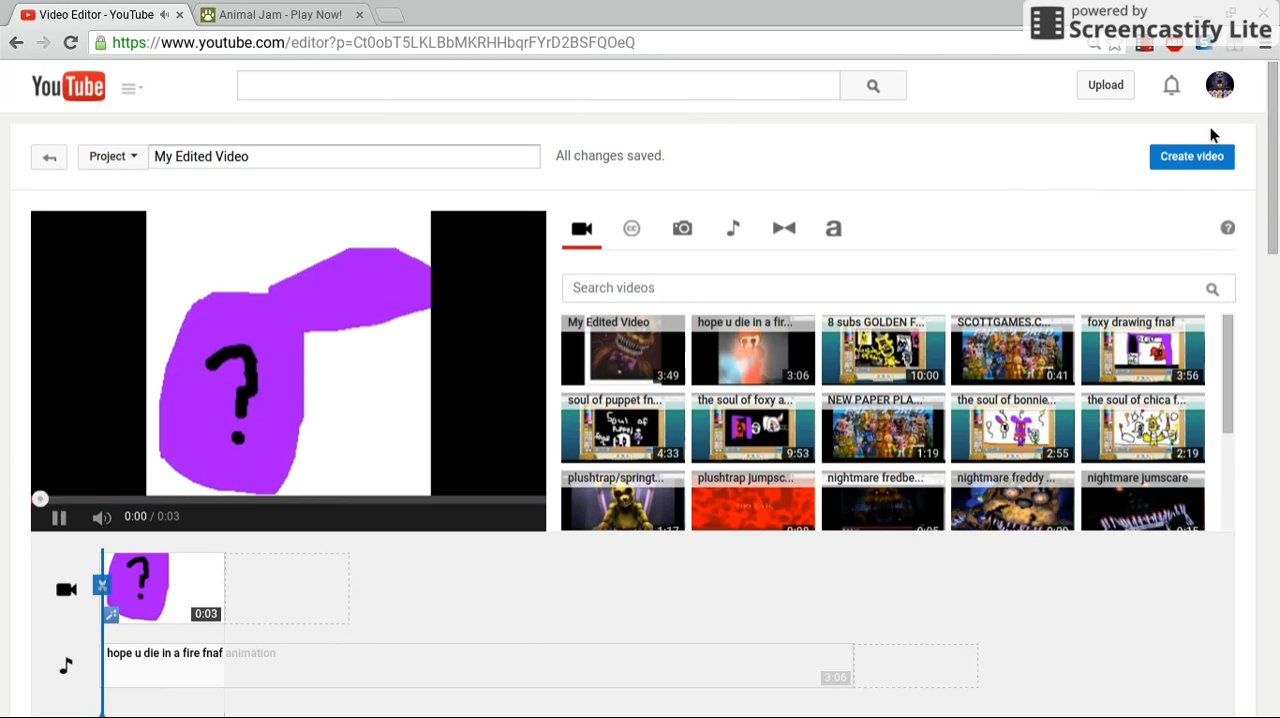 Video Editor - YouTube
Animal Jam - Play Now!
powered by
Screencastify Lite
https://www.youtube.com/editor?p=Ct0obT5LKLBbMKRHHbqrFYrD2BSFQOeQ
YouTube
Upload
Project
My Edited Video
All changes saved.
Create video
cc
a
?
Search videos
?
My Edited Video
3:49
hope u die in a fir...
3:06
8 subs GOLDEN F...
10:00
SCOTTGAMES.C...
0:41
foxy drawing fnaf
3:56
soul of puppet fn...
4:33
the soul of foxy a...
9:53
NEW PAPER PLA...
1:19
the soul of bonnie...
2:55
the soul of chica f...
2:19
plushtrap/springt...
plushtrap jumpsc...
nightmare fredbe...
nightmare freddy ...
nightmare jumscare
0:00 / 0:03
?
0:03
hope u die in a fire fnaf animation
3:06